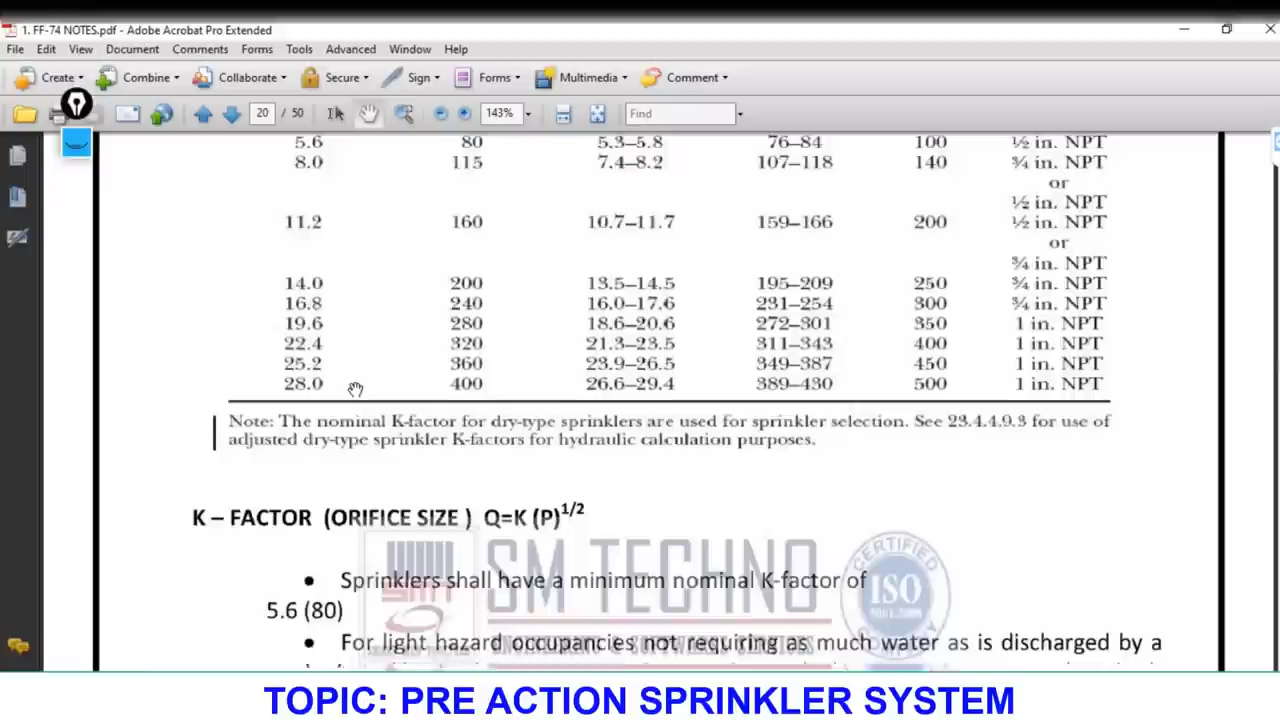 1. FF-74 NOTES.pdf - Adobe Acrobat Pro Extended
File Edit View Document Comments Forms Tools Advanced Window Help
Create Combine Collaborate Secure Sign Forms Multimedia Comment
20 / 50 143% Find
5.6 80 5.3–5.8 76–84 100 ½ in. NPT
8.0 115 7.4–8.2 107–118 140 ¾ in. NPT
or
½ in. NPT
11.2 160 10.7–11.7 159–166 200 ½ in. NPT
or
¾ in. NPT
14.0 200 13.5–14.5 195–209 250 ¾ in. NPT
16.8 240 16.0–17.6 231–254 300 ¾ in. NPT
19.6 280 18.6–20.6 272–301 350 1 in. NPT
22.4 320 21.3–23.5 311–343 400 1 in. NPT
25.2 360 23.9–26.5 349–387 450 1 in. NPT
28.0 400 26.6–29.4 389–430 500 1 in. NPT
Note: The nominal K-factor for dry-type sprinklers are used for sprinkler selection. See 23.4.4.9.3 for use of
adjusted dry-type sprinkler K-factors for hydraulic calculation purposes.
K – FACTOR (ORIFICE SIZE ) Q=K (P)^1/2
SM TECHNO
CERTIFIED
ISO
• Sprinklers shall have a minimum nominal K-factor of
5.6 (80)
• For light hazard occupancies not requiring as much water as is discharged by a
TOPIC: PRE ACTION SPRINKLER SYSTEM